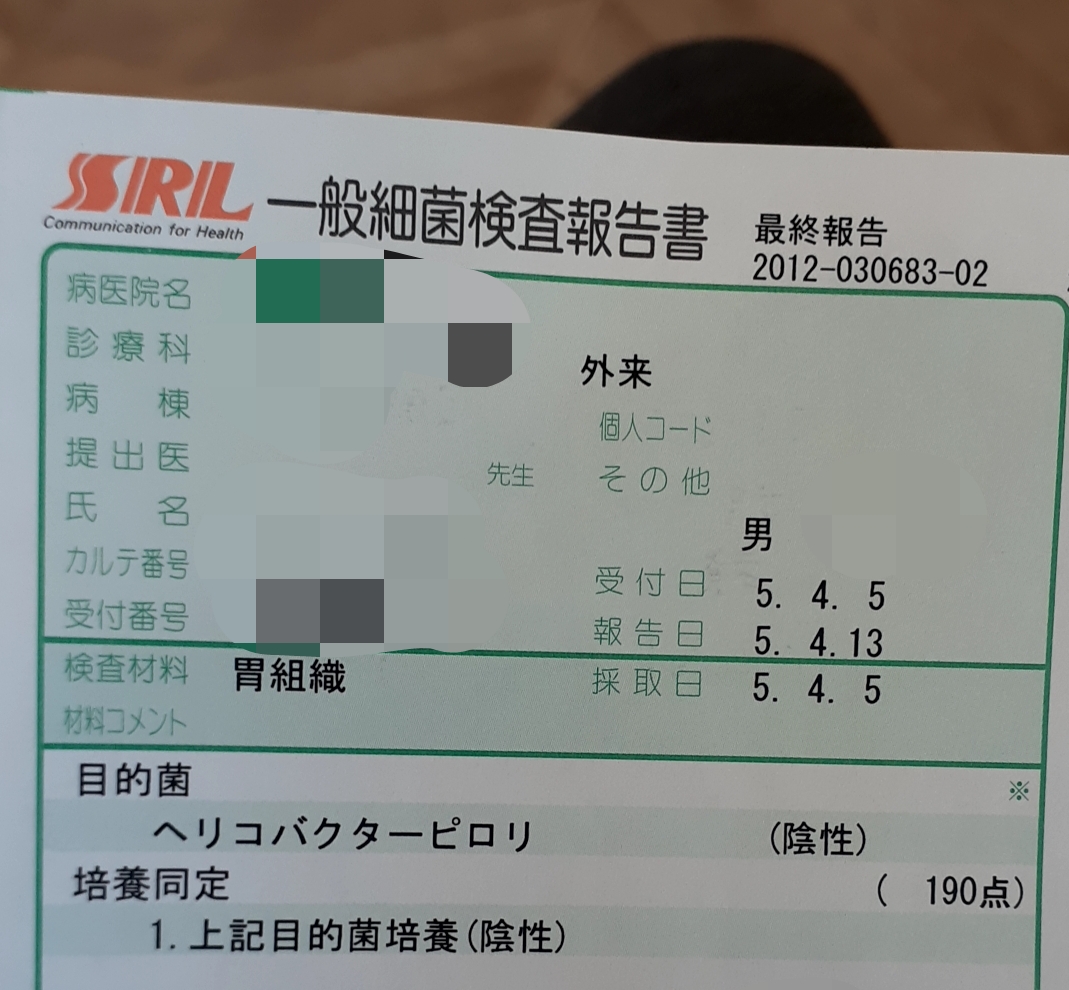 SRL
Communication for Health
一般細菌検査報告書
最終報告
2012-030683-02
病医院名
診療科
外来
病棟
個人コード
提出医 先生
その他
氏名
男
カルテ番号
受付日 5. 4. 5
受付番号
報告日 5. 4.13
検査材料 胃組織
採取日 5. 4. 5
材料コメント
目的菌 ※
ヘリコバクターピロリ (陰性)
培養同定 ( 190点)
1.上記目的菌培養(陰性)